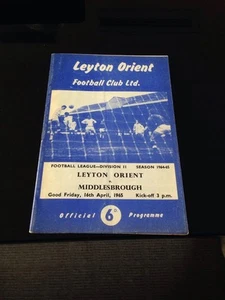 Leyton Orient
Football Club Ltd.
FOOTBALL LEAGUE—DIVISION II SEASON 1964-65
LEYTON ORIENT
v
MIDDLESBROUGH
Good Friday, 16th April, 1965 Kick-off 3 p.m.
Official 6D Programme